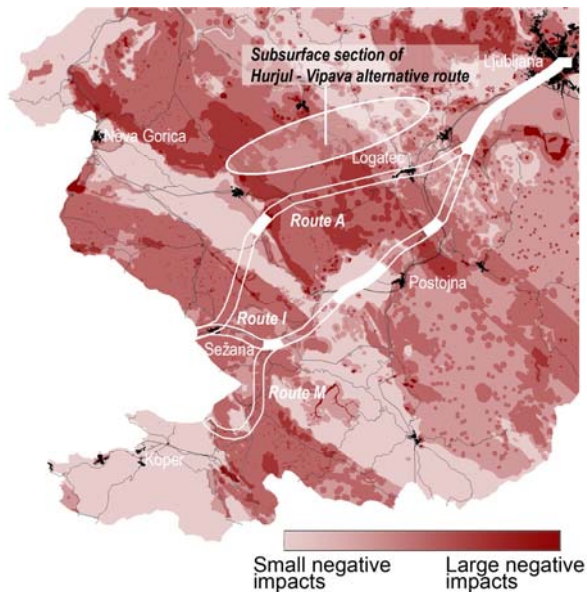 Subsurface section of
Hurjul - Vipava alternative route
Ljubljana
Nova Gorica
Logatec
Route A
Postojna
Route I
Sežana
Route M
Koper
Small negative
impacts
Large negative
impacts